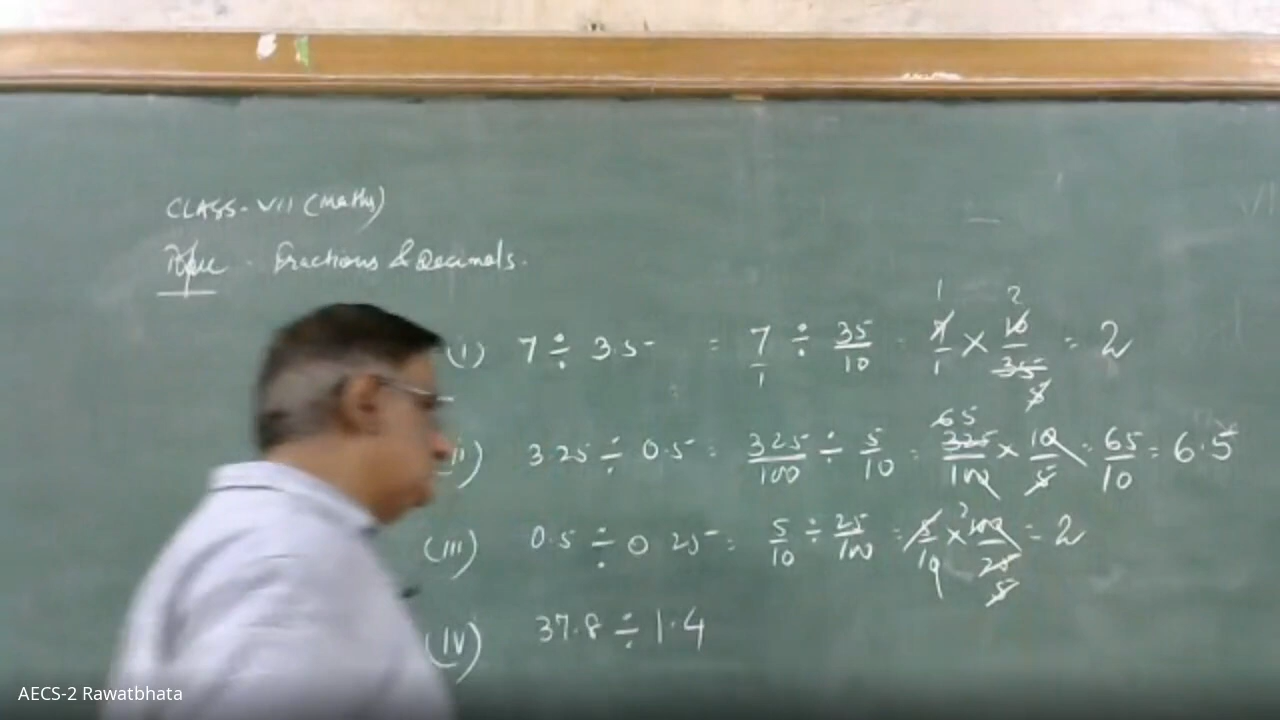 CLASS-VII (Maths)
Topic - Fractions & Decimals.
(i) 7 ÷ 3.5 = 7/1 ÷ 35/10 = 7/1 × 10/35 = 2
(ii) 3.25 ÷ 0.5 = 325/100 ÷ 5/10 = 325/100 × 10/5 = 65/10 = 6.5
(iii) 0.5 ÷ 0.25 = 5/10 ÷ 25/100 = 5/10 × 100/25 = 2
(iv) 37.8 ÷ 1.4
AECS-2 Rawatbhata